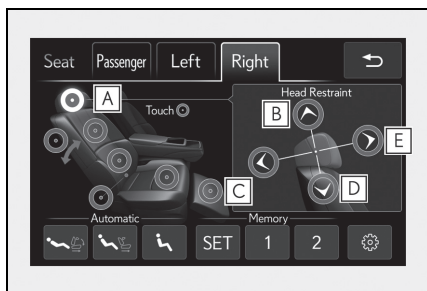 Seat Passenger Left Right
A
Touch
Head Restraint
B
E
C
D
Automatic
Memory
SET 1 2